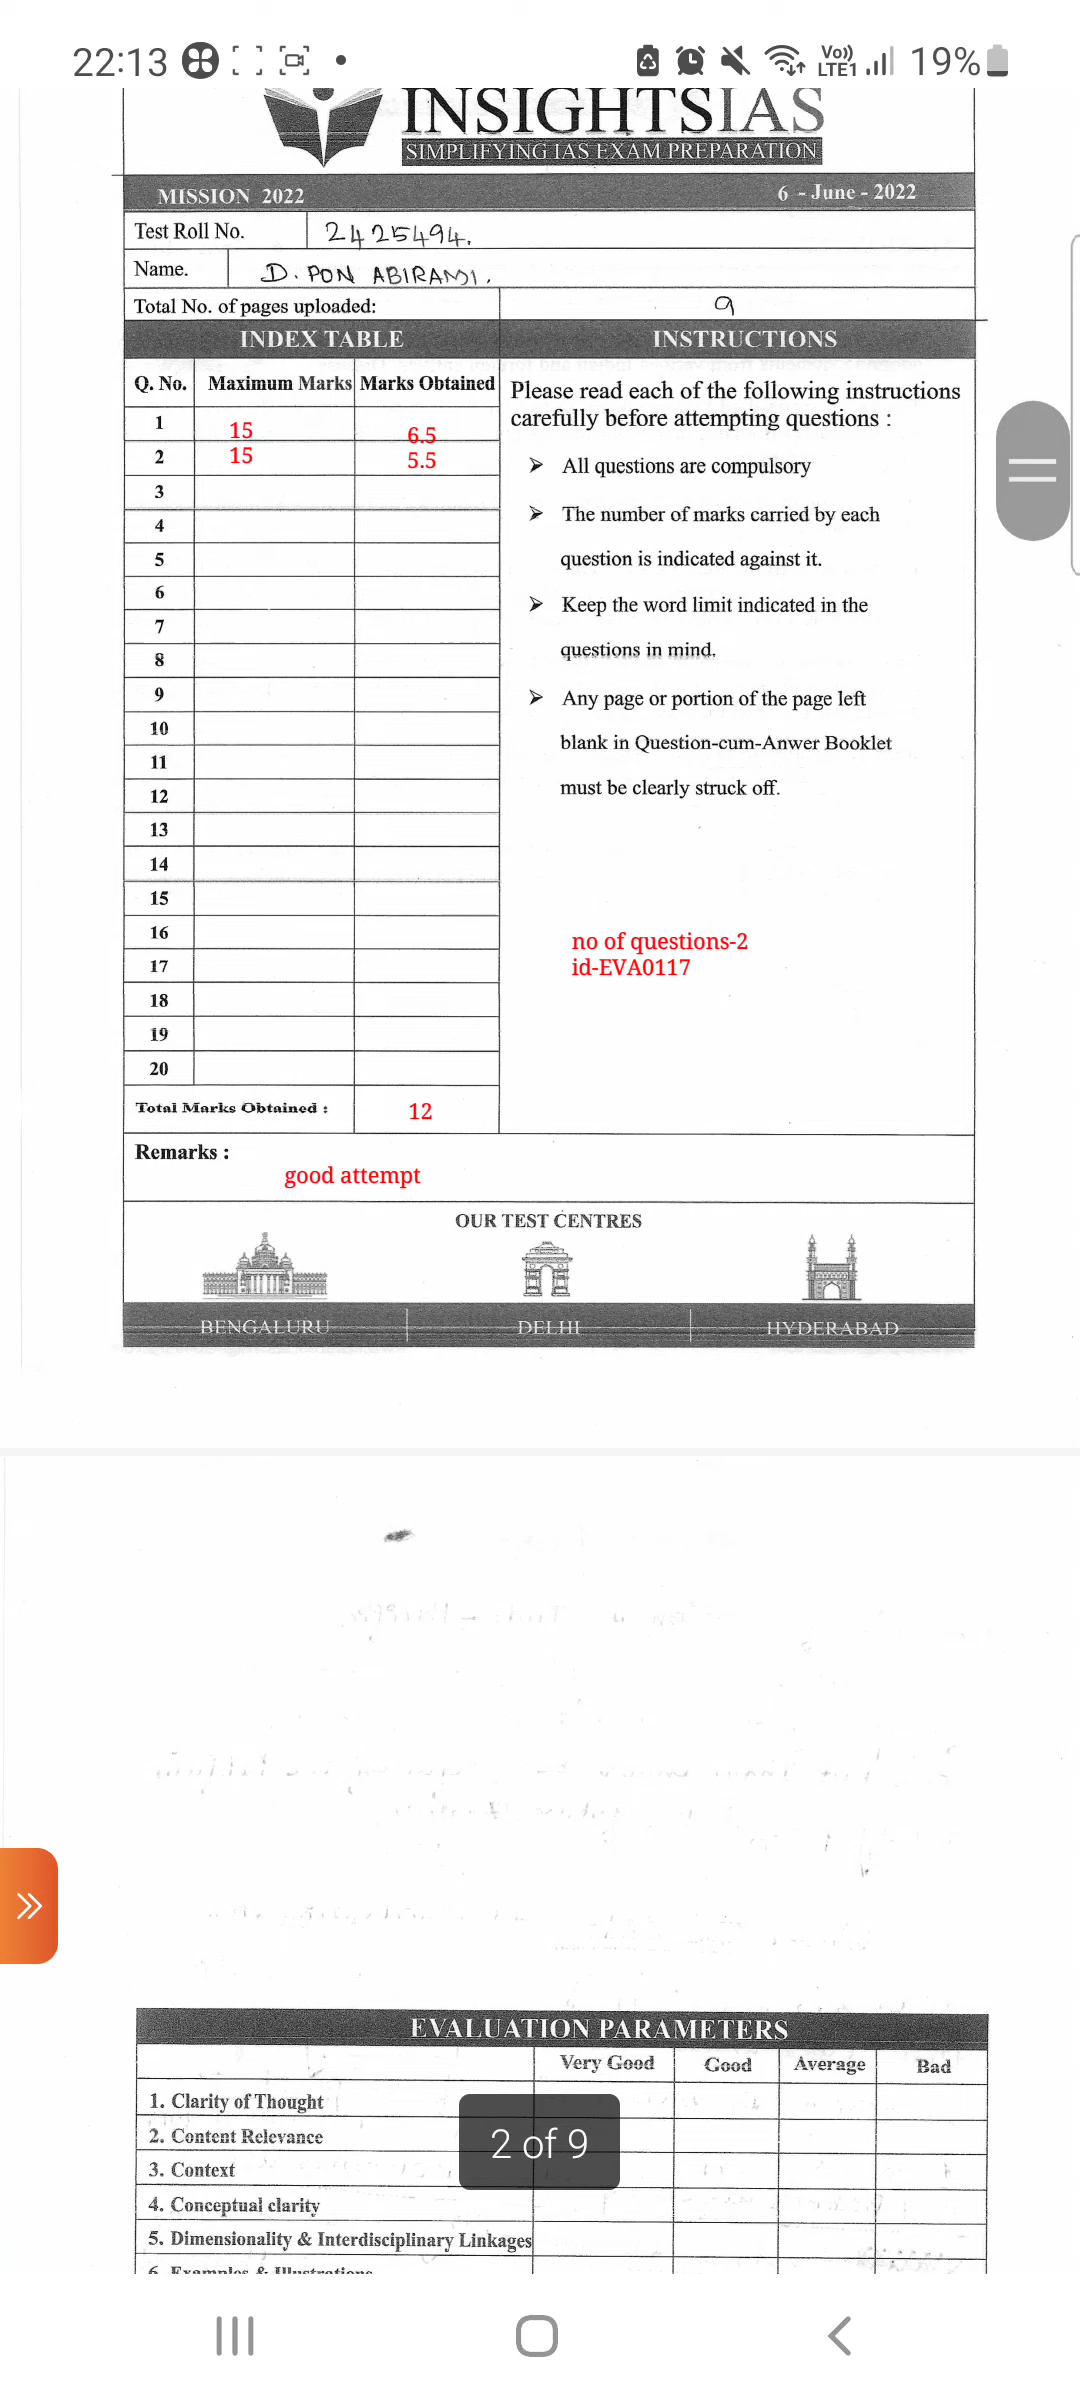 22:13 Vo)) LTE1 19%
INSIGHTSIAS
SIMPLIFYING IAS EXAM PREPARATION
MISSION 2022 6 - June - 2022
Test Roll No. 2425494.
Name. D. PON ABIRAMI.
Total No. of pages uploaded: 9
INDEX TABLE INSTRUCTIONS
Q. No. Maximum Marks Marks Obtained
1 15 6.5
2 15 5.5
3
4
5
6
7
8
9
10
11
12
13
14
15
16
17
18
19
20
Total Marks Obtained : 12
Please read each of the following instructions
carefully before attempting questions :
➢ All questions are compulsory
➢ The number of marks carried by each
question is indicated against it.
➢ Keep the word limit indicated in the
questions in mind.
➢ Any page or portion of the page left
blank in Question-cum-Anwer Booklet
must be clearly struck off.
no of questions-2
id-EVA0117
Remarks :
good attempt
OUR TEST CENTRES
BENGALURU DELHI HYDERABAD
EVALUATION PARAMETERS
Very Good Good Average Bad
1. Clarity of Thought
2. Content Relevance
3. Context
4. Conceptual clarity
5. Dimensionality & Interdisciplinary Linkages
6. Examples & Illustrations
2 of 9